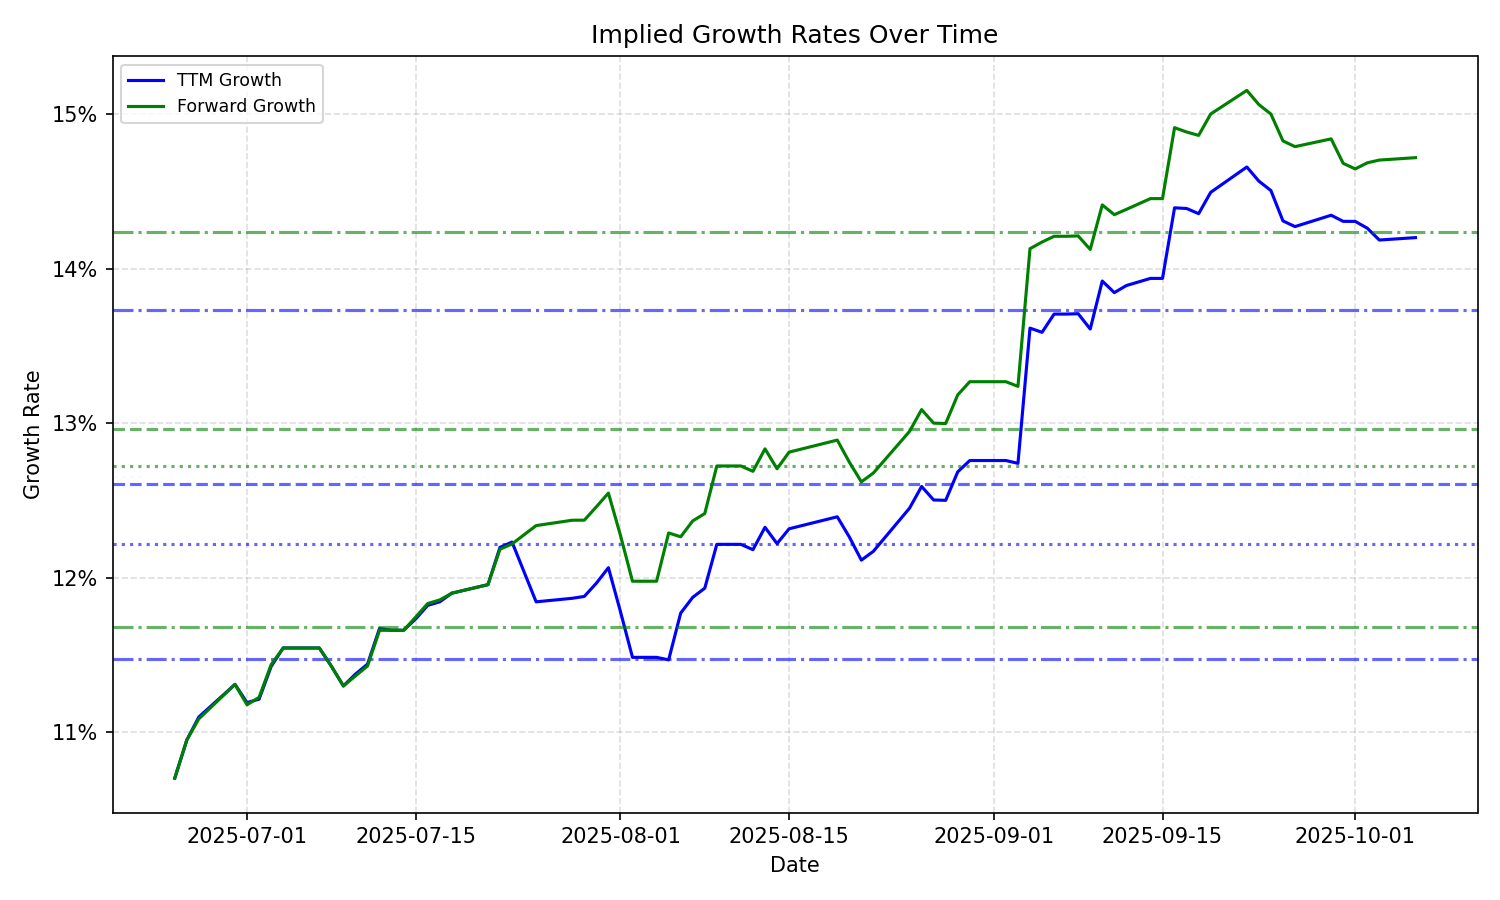 Implied Growth Rates Over Time
TTM Growth
Forward Growth
15%
14%
13%
12%
11%
Growth Rate
2025-07-01
2025-07-15
2025-08-01
2025-08-15
2025-09-01
2025-09-15
2025-10-01
Date